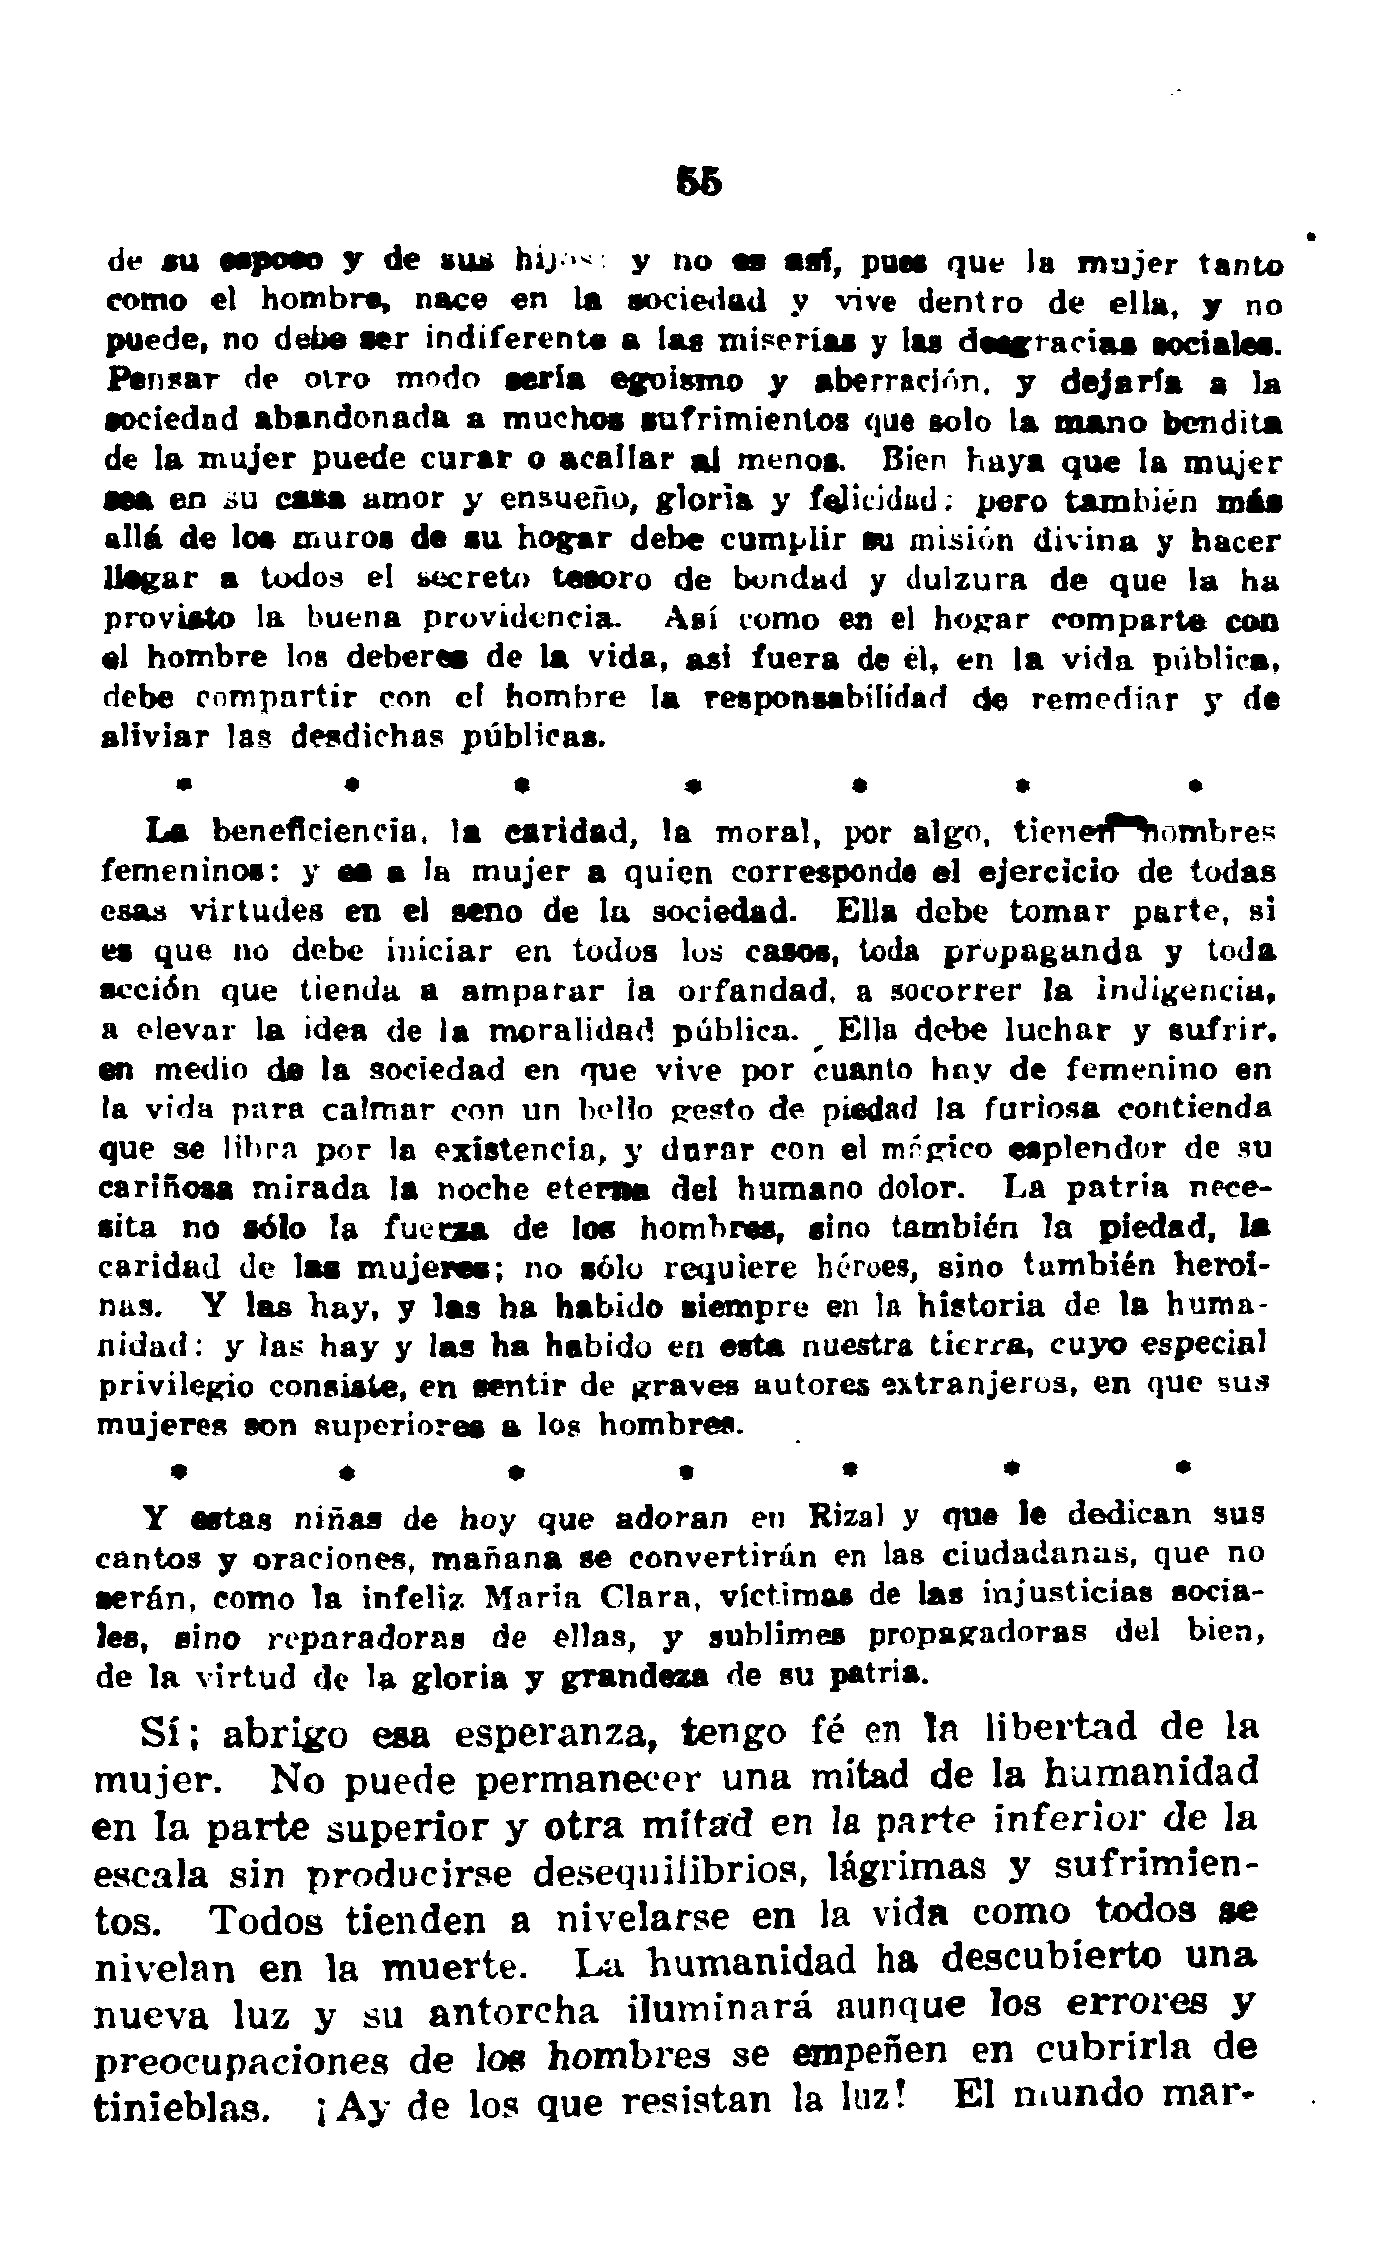 55
de su esposo y de sus hijos: y no es así, pues que la mujer tanto
como el hombre, nace en la sociedad y vive dentro de ella, y no
puede, no debe ser indiferente a las miserías y las desgracias sociales.
Pensar de otro modo sería egoismo y aberración, y dejaría a la
sociedad abandonada a muchos sufrimientos que solo la mano bendita
de la mujer puede curar o acallar al menos. Bien haya que la mujer
sea en su casa amor y ensueño, gloria y felicidad; pero también más
allá de los muros de su hogar debe cumplir su misión divina y hacer
llegar a todos el secreto tesoro de bondad y dulzura de que la ha
provisto la buena providencia. Así como en el hogar comparte con
el hombre los deberes de la vida, asi fuera de él, en la vida pública,
debe compartir con el hombre la responsabilidad de remediar y de
aliviar las desdichas públicas.
* * * * * * *
La beneficiencia, la caridad, la moral, por algo, tienen nombres
femeninos: y es a la mujer a quien corresponde el ejercicio de todas
esas virtudes en el seno de la sociedad. Ella debe tomar parte, si
es que no debe iniciar en todos los casos, toda propaganda y toda
acción que tienda a amparar la orfandad, a socorrer la indigencia,
a elevar la idea de la moralidad pública. Ella debe luchar y sufrir,
en medio de la sociedad en que vive por cuanto hay de femenino en
la vida para calmar con un bello gesto de piedad la furiosa contienda
que se libra por la existencia, y durar con el mágico esplendor de su
cariñosa mirada la noche eterna del humano dolor. La patria nece-
sita no sólo la fuerza de los hombres, sino también la piedad, la
caridad de las mujeres; no sólo requiere héroes, sino también heroi-
nas. Y las hay, y las ha habido siempre en la historia de la huma-
nidad: y las hay y las ha habido en esta nuestra tierra, cuyo especial
privilegio consiste, en sentir de graves autores extranjeros, en que sus
mujeres son superiores a los hombres.
* * * * * * *
Y estas niñas de hoy que adoran en Rizal y que le dedican sus
cantos y oraciones, mañana se convertirán en las ciudadanas, que no
serán, como la infeliz Maria Clara, víctimas de las injusticias socia-
les, sino reparadoras de ellas, y sublimes propagadoras del bien,
de la virtud de la gloria y grandeza de su patria.
Sí; abrigo esa esperanza, tengo fé en la libertad de la
mujer. No puede permanecer una mitad de la humanidad
en la parte superior y otra mitad en la parte inferior de la
escala sin producirse desequilibrios, lágrimas y sufrimien-
tos. Todos tienden a nivelarse en la vida como todos se
nivelan en la muerte. La humanidad ha descubierto una
nueva luz y su antorcha iluminará aunque los errores y
preocupaciones de los hombres se empeñen en cubrirla de
tinieblas. ¡Ay de los que resistan la luz! El mundo mar-